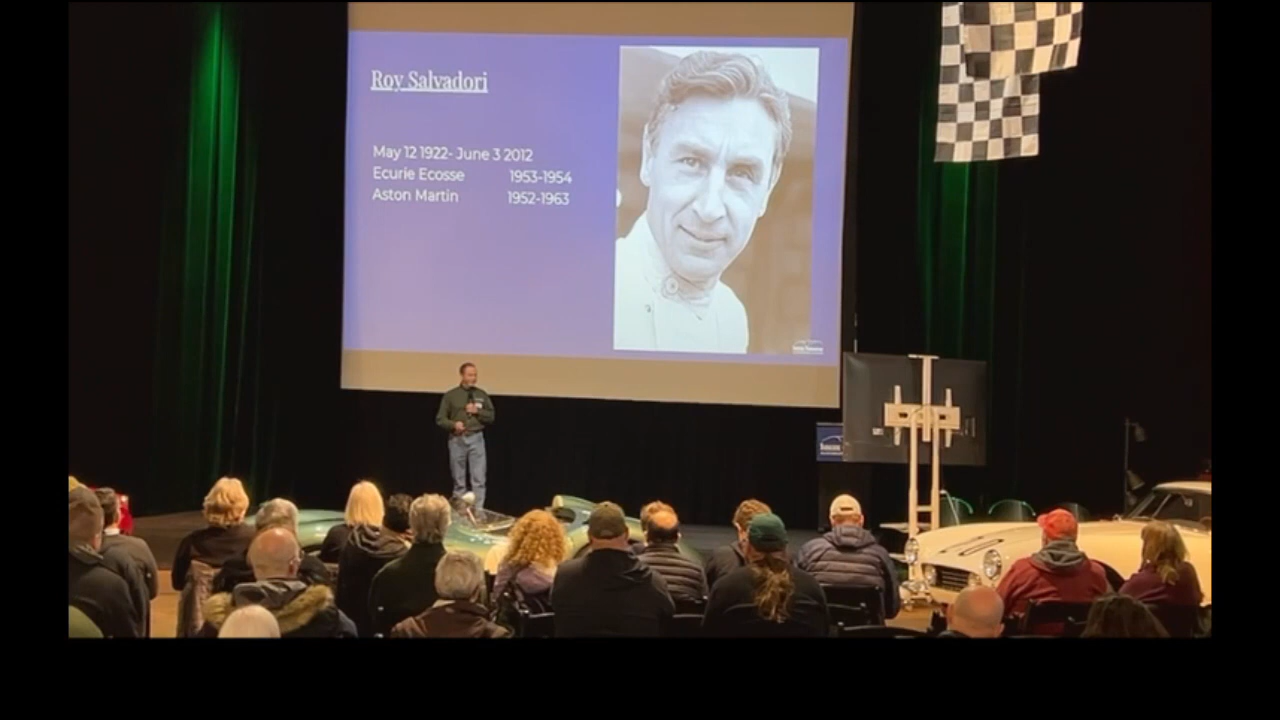 Roy Salvadori
May 12 1922- June 3 2012
Ecurie Ecosse 1953-1954
Aston Martin 1952-1963